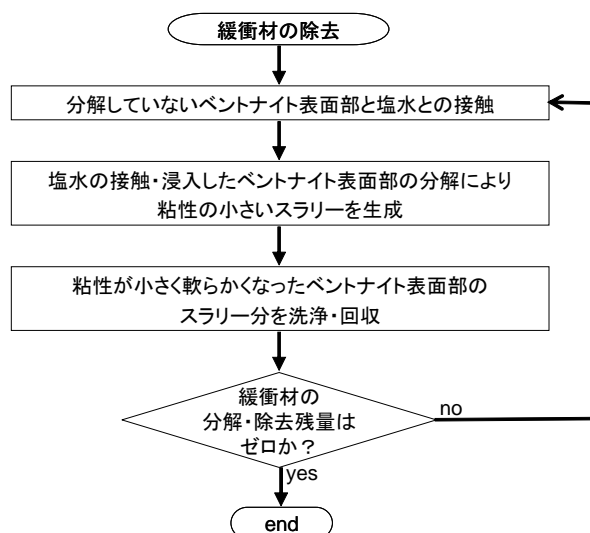 緩衝材の除去
分解していないベントナイト表面部と塩水との接触
塩水の接触・浸入したベントナイト表面部の分解により
粘性の小さいスラリーを生成
粘性が小さく軟らかくなったベントナイト表面部の
スラリー分を洗浄・回収
緩衝材の
分解・除去残量は
ゼロか？
no
yes
end